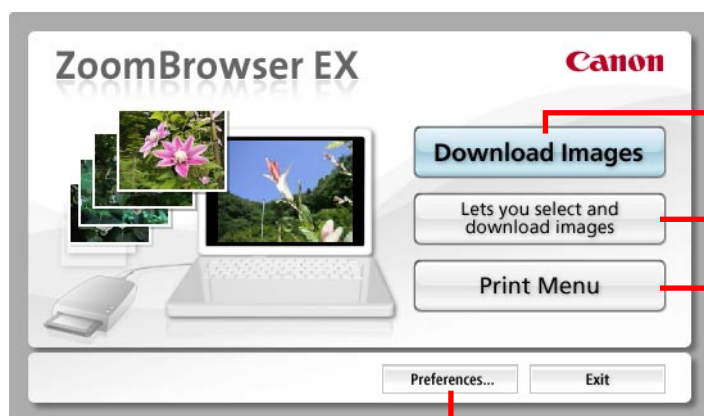 ZoomBrowser EX
Canon
Download Images
Lets you select and
download images
Print Menu
Preferences...
Exit